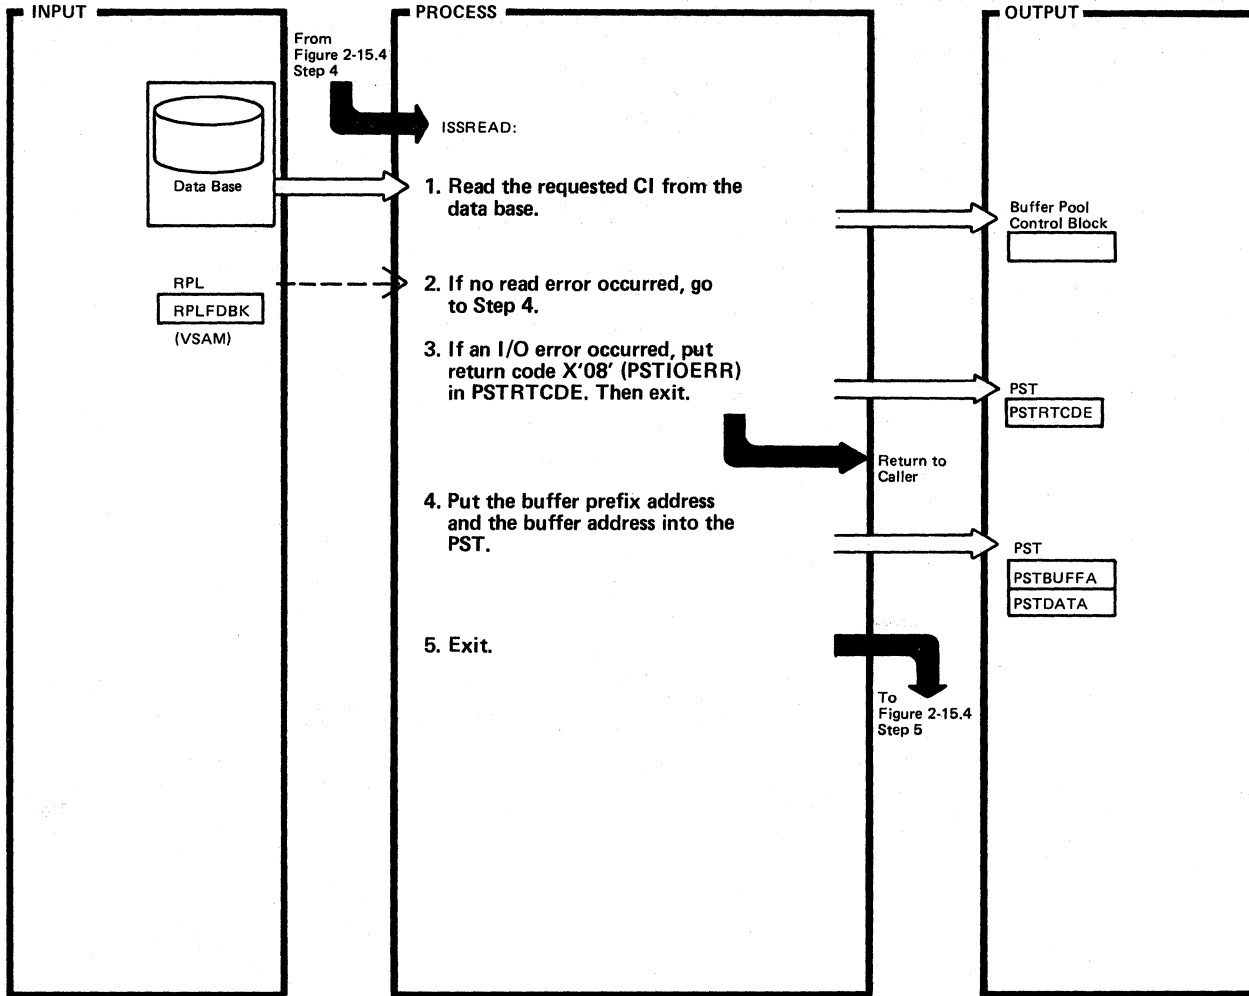 INPUT
PROCESS
OUTPUT
From
Figure 2-15.4
Step 4
ISSREAD:
Data Base
1. Read the requested CI from the
data base.
Buffer Pool
Control Block
RPL
RPLFDBK
(VSAM)
2. If no read error occurred, go
to Step 4.
3. If an I/O error occurred, put
return code X'08' (PSTIOERR)
in PSTRTCDE. Then exit.
PST
PSTRTCDE
Return to
Caller
4. Put the buffer prefix address
and the buffer address into the
PST.
PST
PSTBUFFA
PSTDATA
5. Exit.
To
Figure 2-15.4
Step 5